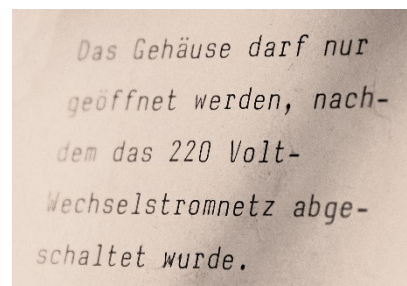 Das Gehäuse darf nur
geöffnet werden, nach-
dem das 220 Volt-
Wechselstromnetz abge-
schaltet wurde.